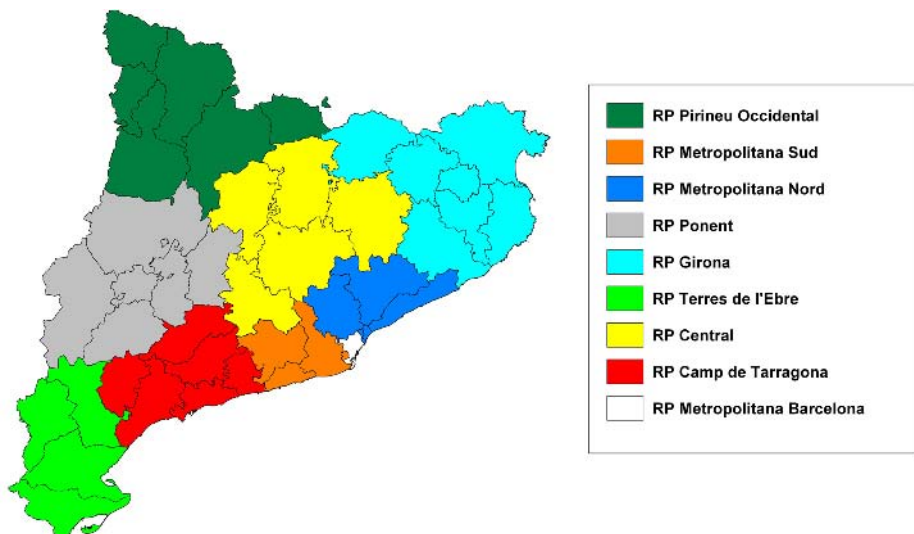 RP Pirineu Occidental
RP Metropolitana Sud
RP Metropolitana Nord
RP Ponent
RP Girona
RP Terres de l'Ebre
RP Central
RP Camp de Tarragona
RP Metropolitana Barcelona